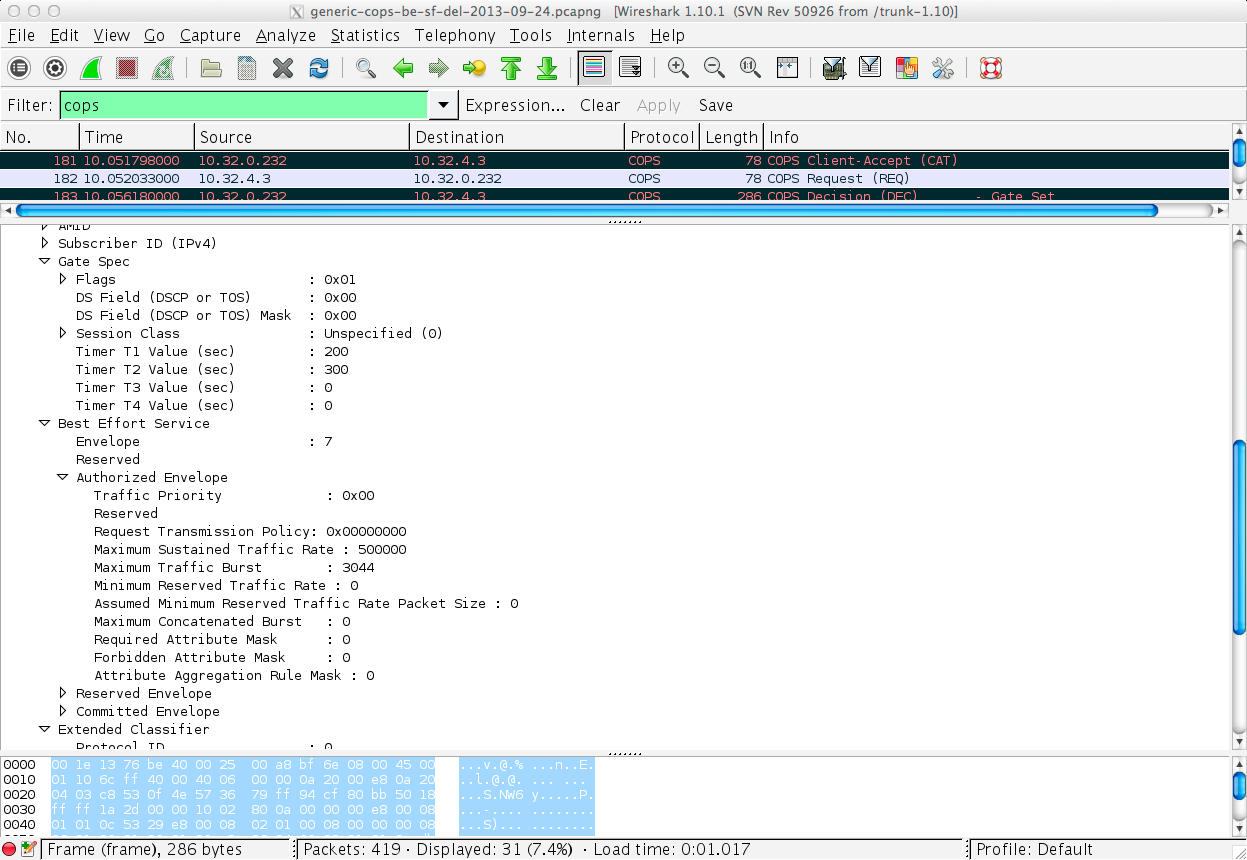 generic-cops-be-sf-del-2013-09-24.pcapng [Wireshark 1.10.1 (SVN Rev 50926 from /trunk-1.10)]
File Edit View Go Capture Analyze Statistics Telephony Tools Internals Help
Filter: cops Expression... Clear Apply Save
No. Time Source Destination Protocol Length Info
181 10.051798000 10.32.0.232 10.32.4.3 COPS 78 COPS Client-Accept (CAT)
182 10.052033000 10.32.4.3 10.32.0.232 COPS 78 COPS Request (REQ)
183 10.056180000 10.32.0.232 10.32.4.3 COPS 286 COPS Decision (DEC) - Gate Set
AMID
Subscriber ID (IPv4)
Gate Spec
Flags : 0x01
DS Field (DSCP or TOS) : 0x00
DS Field (DSCP or TOS) Mask : 0x00
Session Class : Unspecified (0)
Timer T1 Value (sec) : 200
Timer T2 Value (sec) : 300
Timer T3 Value (sec) : 0
Timer T4 Value (sec) : 0
Best Effort Service
Envelope : 7
Reserved
Authorized Envelope
Traffic Priority : 0x00
Reserved
Request Transmission Policy: 0x00000000
Maximum Sustained Traffic Rate : 500000
Maximum Traffic Burst : 3044
Minimum Reserved Traffic Rate : 0
Assumed Minimum Reserved Traffic Rate Packet Size : 0
Maximum Concatenated Burst : 0
Required Attribute Mask : 0
Forbidden Attribute Mask : 0
Attribute Aggregation Rule Mask : 0
Reserved Envelope
Committed Envelope
Extended Classifier
Protocol ID : 0
0000 00 1e 13 76 be 40 00 25 00 a8 bf 6e 08 00 45 00 ...v.@.% ...n..E.
0010 01 10 6c ff 40 00 40 06 00 00 0a 20 00 e8 0a 20 ..l.@.@. ... ...
0020 04 03 c8 53 0f 4e 57 36 79 ff 94 cf 80 bb 50 18 ...S.NW6 y.....P.
0030 ff ff 1a 2d 00 00 10 02 80 0a 00 00 00 e8 00 08 ...-.... ........
0040 01 01 0c 53 29 e8 00 08 02 01 00 08 00 00 00 08 ...S)... ........
Frame (frame), 286 bytes Packets: 419 · Displayed: 31 (7.4%) · Load time: 0:01.017 Profile: Default